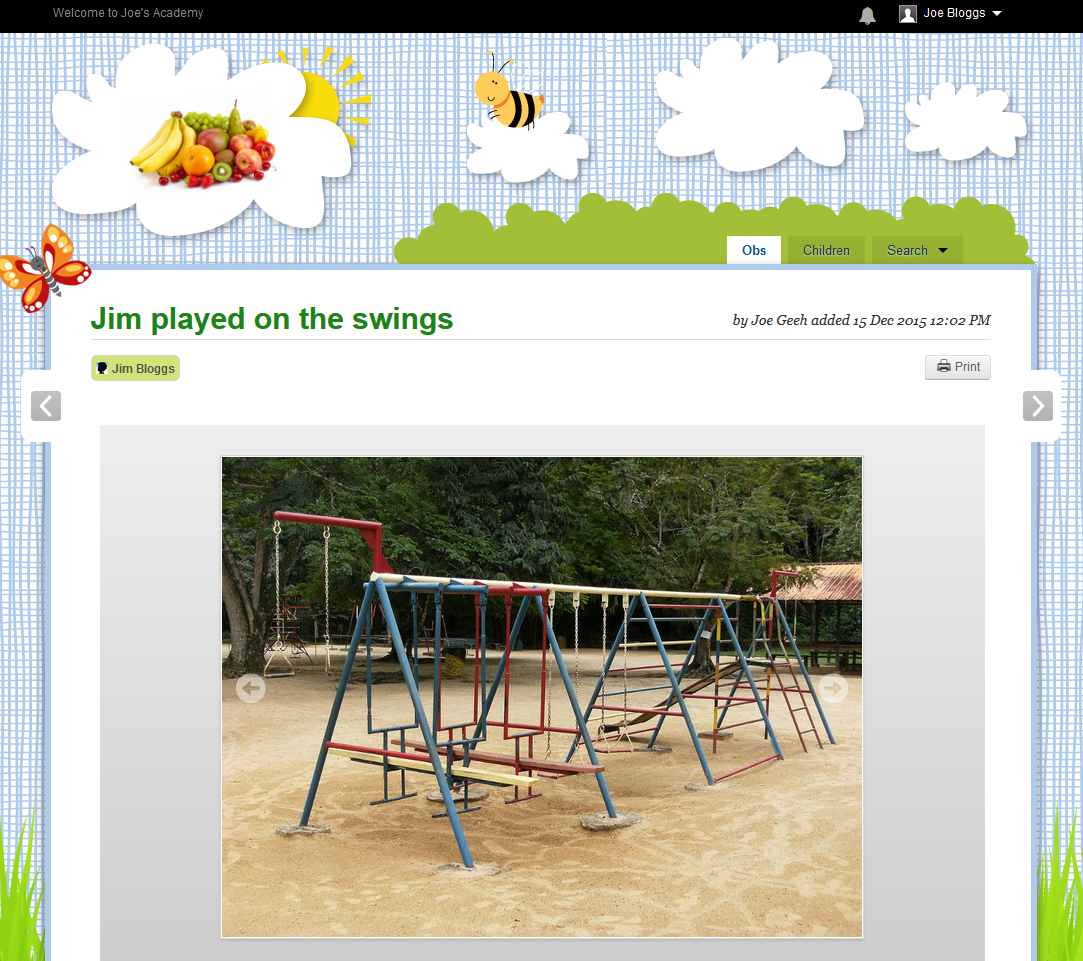 Welcome to Joe's Academy
Joe Bloggs
Obs
Children
Search
Jim played on the swings
by Joe Geeh added 15 Dec 2015 12:02 PM
Jim Bloggs
Print